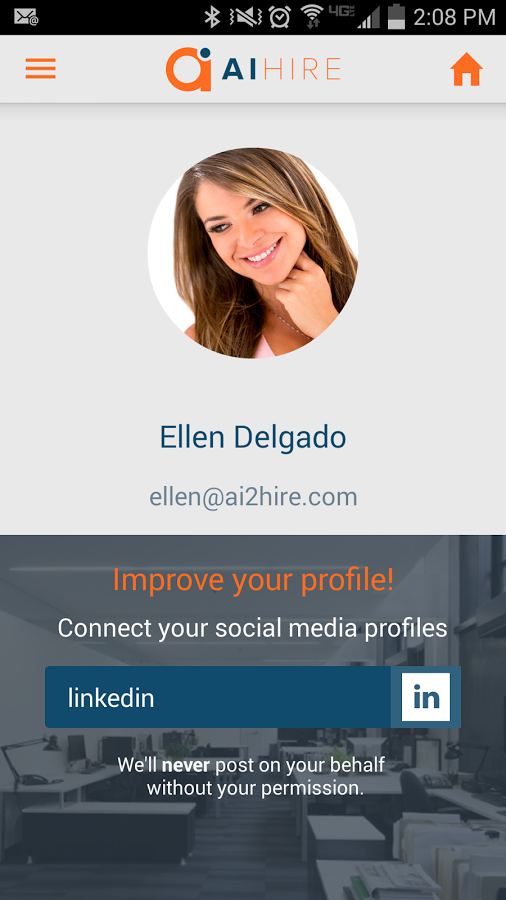 4G 2:08 PM
AIHIRE
Ellen Delgado
ellen@ai2hire.com
Improve your profile!
Connect your social media profiles
linkedin in
We'll never post on your behalf
without your permission.